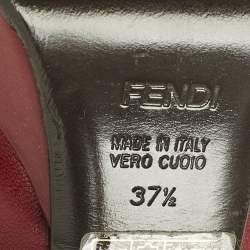 FENDI
MADE IN ITALY
VERO CUOIO
37½